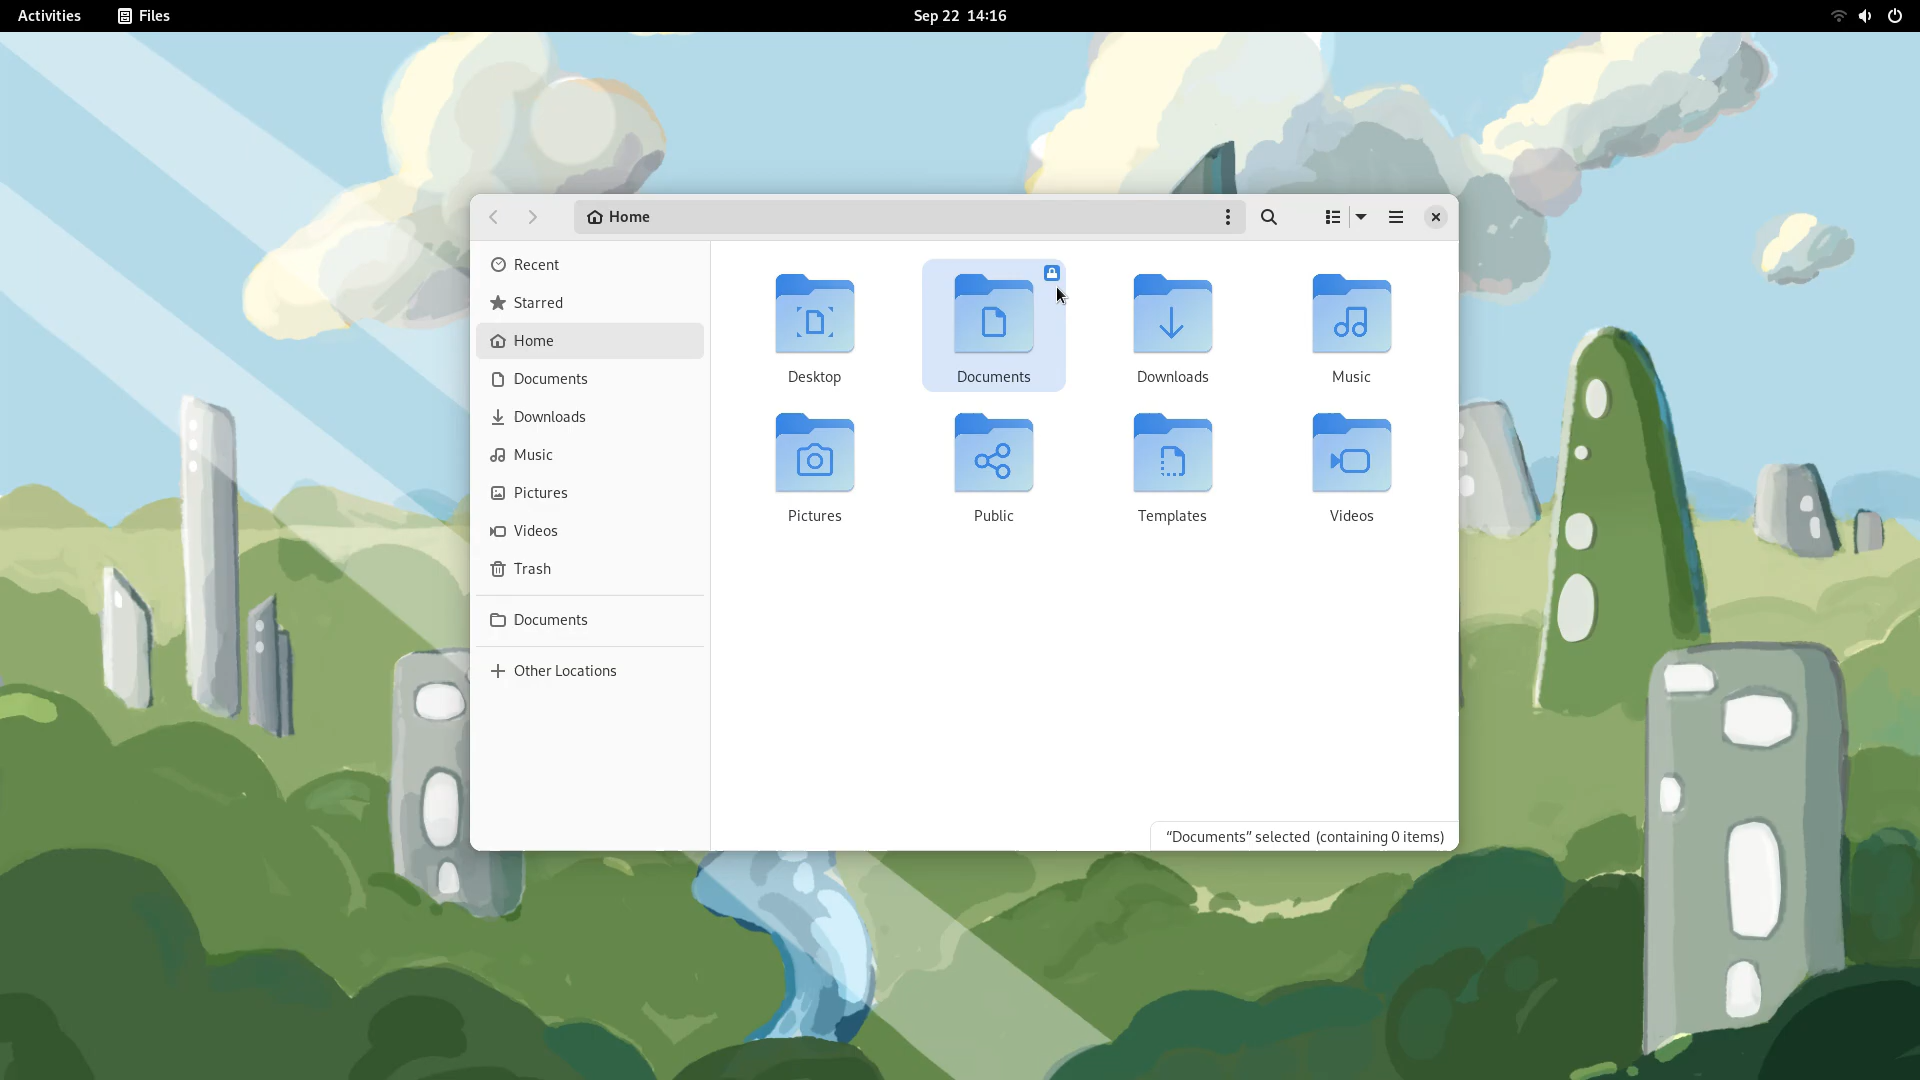 Activities Files Sep 22 14:16
Home
Recent
Starred
Home
Documents
Downloads
Music
Pictures
Videos
Trash
Documents
Other Locations
Desktop Documents Downloads Music
Pictures Public Templates Videos
“Documents” selected (containing 0 items)